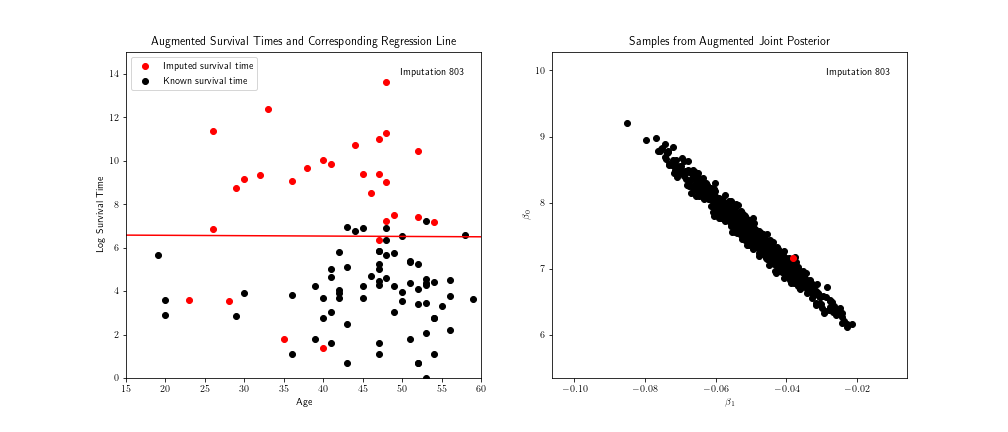 Augmented Survival Times and Corresponding Regression Line
Imputed survival time
Known survival time
Imputation 803
Log Survival Time
14
12
10
8
6
4
2
0
15 20 25 30 35 40 45 50 55 60
Age
Samples from Augmented Joint Posterior
Imputation 803
β₀
10
9
8
7
6
−0.10 −0.08 −0.06 −0.04 −0.02
β₁